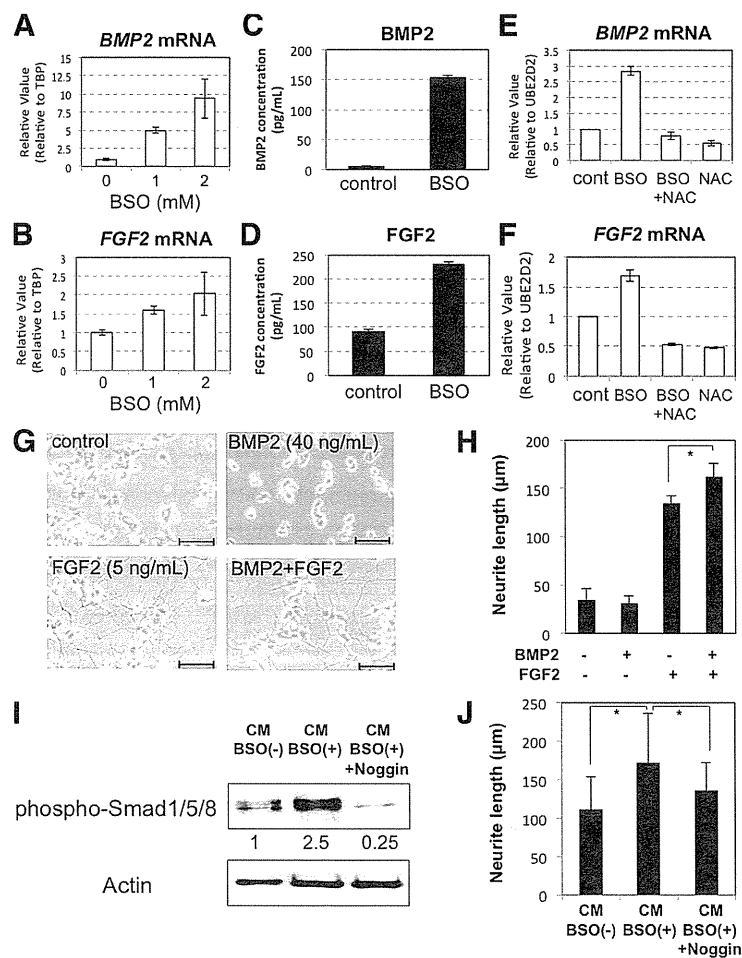 A
BMP2 mRNA
Relative Value
(Relative to TBP)
15
12.5
10
7.5
5
2.5
0
0 1 2
BSO (mM)
C
BMP2
BMP2 concentration
(pg/mL)
200
150
100
50
0
control BSO
E
BMP2 mRNA
Relative Value
(Relative to UBE2D2)
3.5
3
2.5
2
1.5
1
0.5
0
cont BSO BSO NAC
+NAC
B
FGF2 mRNA
Relative Value
(Relative to TBP)
3
2.5
2
1.5
1
0.5
0
0 1 2
BSO (mM)
D
FGF2
FGF2 concentration
(pg/mL)
250
200
150
100
50
0
control BSO
F
FGF2 mRNA
Relative Value
(Relative to UBE2D2)
2
1.5
1
0.5
0
cont BSO BSO NAC
+NAC
G
control
BMP2 (40 ng/mL)
FGF2 (5 ng/mL)
BMP2+FGF2
H
Neurite length (μm)
200
150
100
50
0
*
BMP2 - + - +
FGF2 - - + +
I
CM CM CM
BSO(-) BSO(+) BSO(+)
+Noggin
phospho-Smad1/5/8
1 2.5 0.25
Actin
J
Neurite length (μm)
250
200
150
100
50
0
* *
CM CM CM
BSO(-) BSO(+) BSO(+)
+Noggin